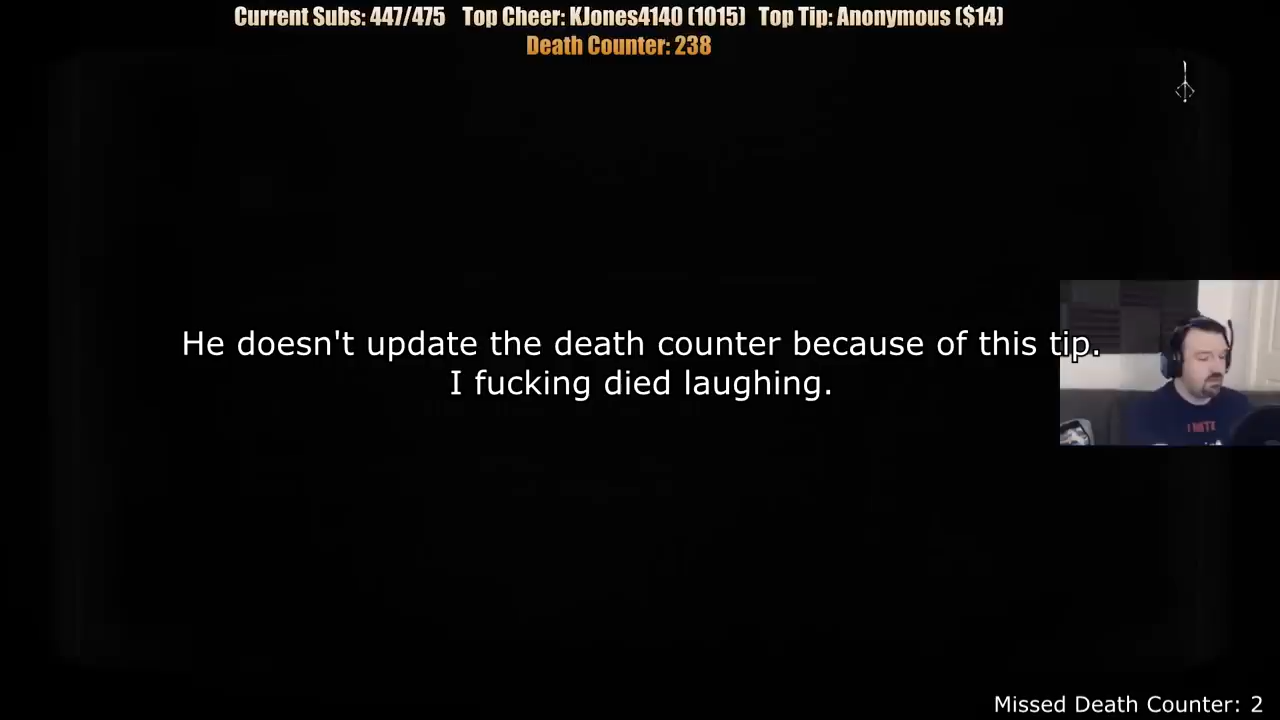 Current Subs: 447/475 Top Cheer: KJones4140 (1015) Top Tip: Anonymous ($14)
Death Counter: 238
He doesn't update the death counter because of this tip.
I fucking died laughing.
I HATE
Missed Death Counter: 2